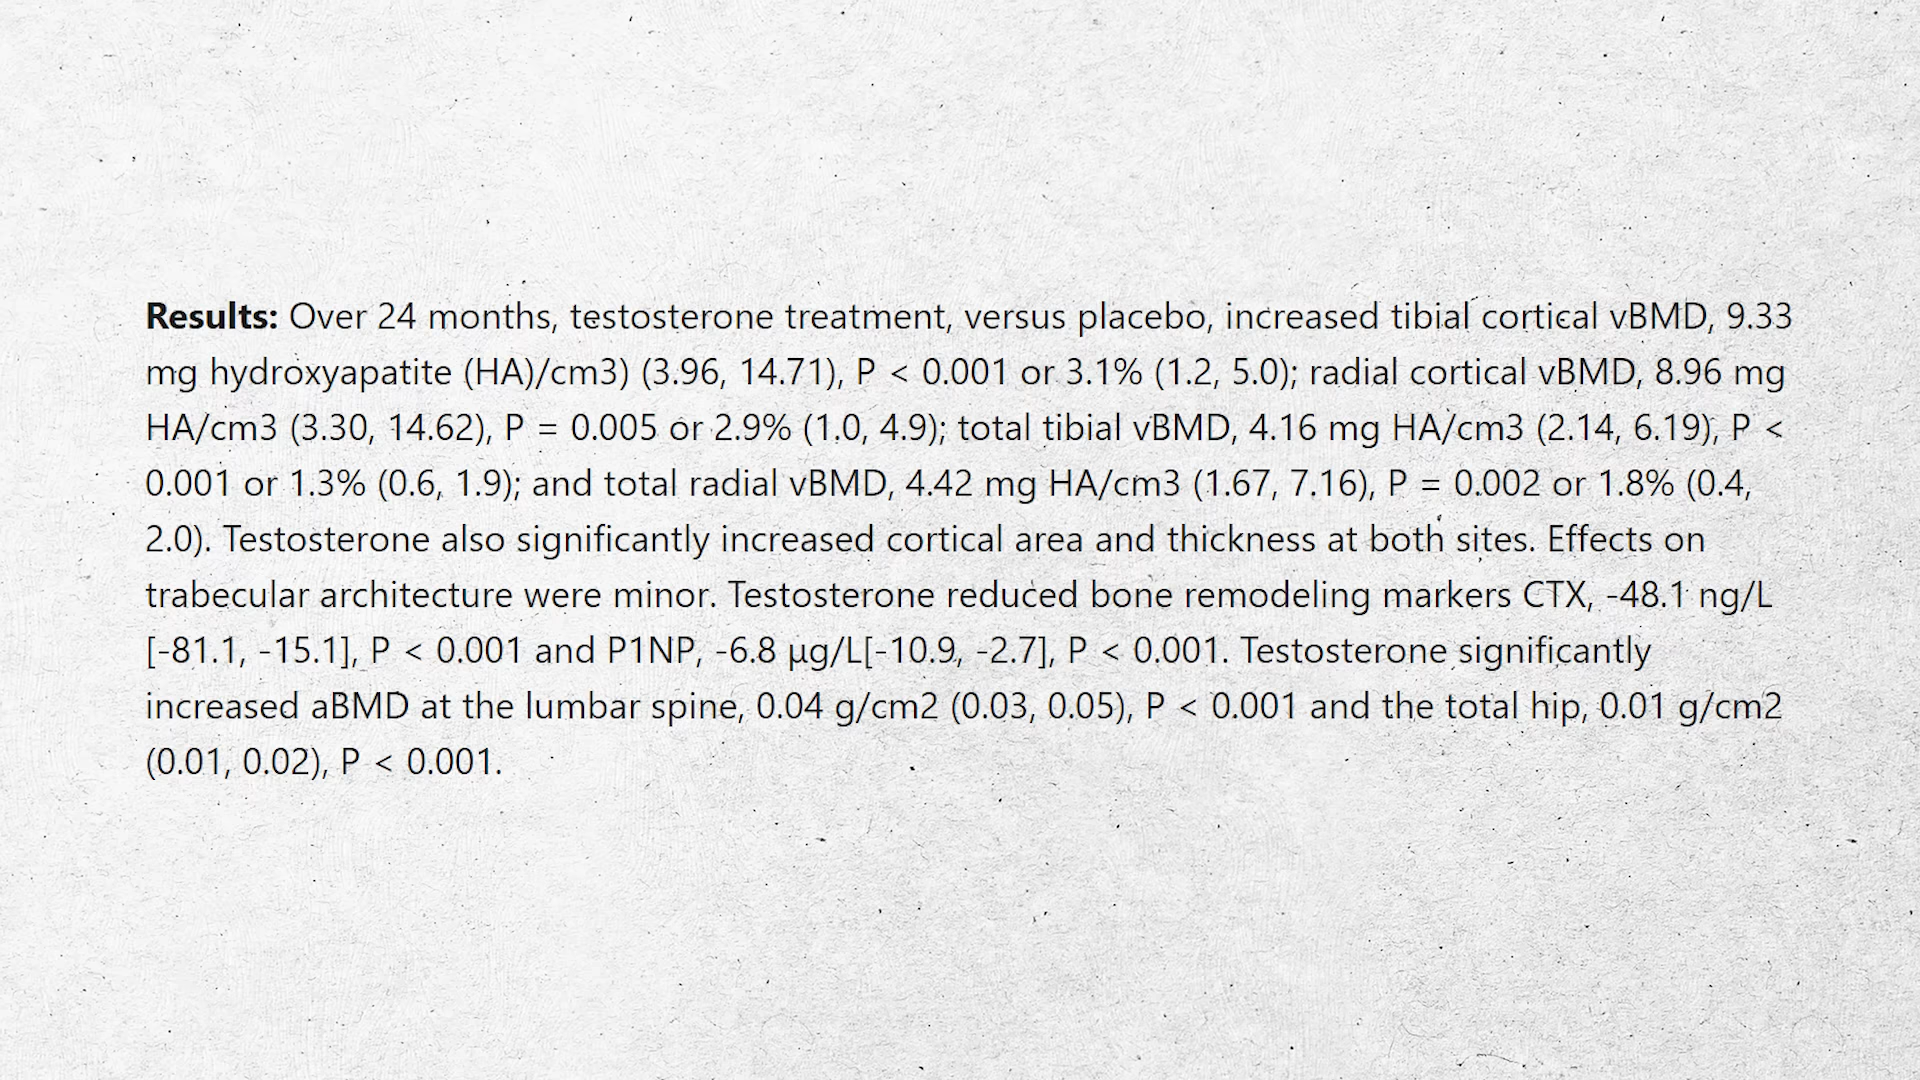 Results: Over 24 months, testosterone treatment, versus placebo, increased tibial cortical vBMD, 9.33
mg hydroxyapatite (HA)/cm3) (3.96, 14.71), P < 0.001 or 3.1% (1.2, 5.0); radial cortical vBMD, 8.96 mg
HA/cm3 (3.30, 14.62), P = 0.005 or 2.9% (1.0, 4.9); total tibial vBMD, 4.16 mg HA/cm3 (2.14, 6.19), P <
0.001 or 1.3% (0.6, 1.9); and total radial vBMD, 4.42 mg HA/cm3 (1.67, 7.16), P = 0.002 or 1.8% (0.4,
2.0). Testosterone also significantly increased cortical area and thickness at both sites. Effects on
trabecular architecture were minor. Testosterone reduced bone remodeling markers CTX, -48.1 ng/L
[-81.1, -15.1], P < 0.001 and P1NP, -6.8 μg/L[-10.9, -2.7], P < 0.001. Testosterone significantly
increased aBMD at the lumbar spine, 0.04 g/cm2 (0.03, 0.05), P < 0.001 and the total hip, 0.01 g/cm2
(0.01, 0.02), P < 0.001.